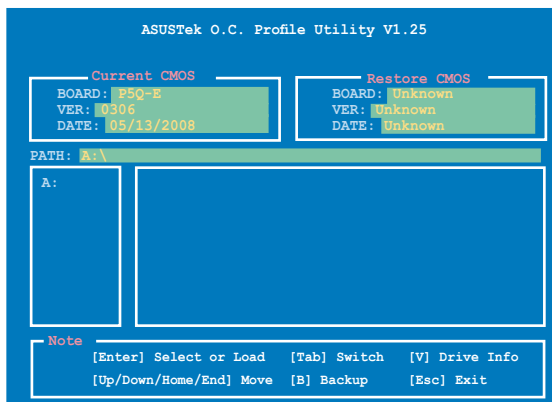 ASUSTek O.C. Profile Utility V1.25
Current CMOS
BOARD: P5Q-E
VER: 0306
DATE: 05/13/2008
Restore CMOS
BOARD: Unknown
VER: Unknown
DATE: Unknown
PATH: A:\
A:
Note
[Enter] Select or Load [Tab] Switch [V] Drive Info
[Up/Down/Home/End] Move [B] Backup [Esc] Exit